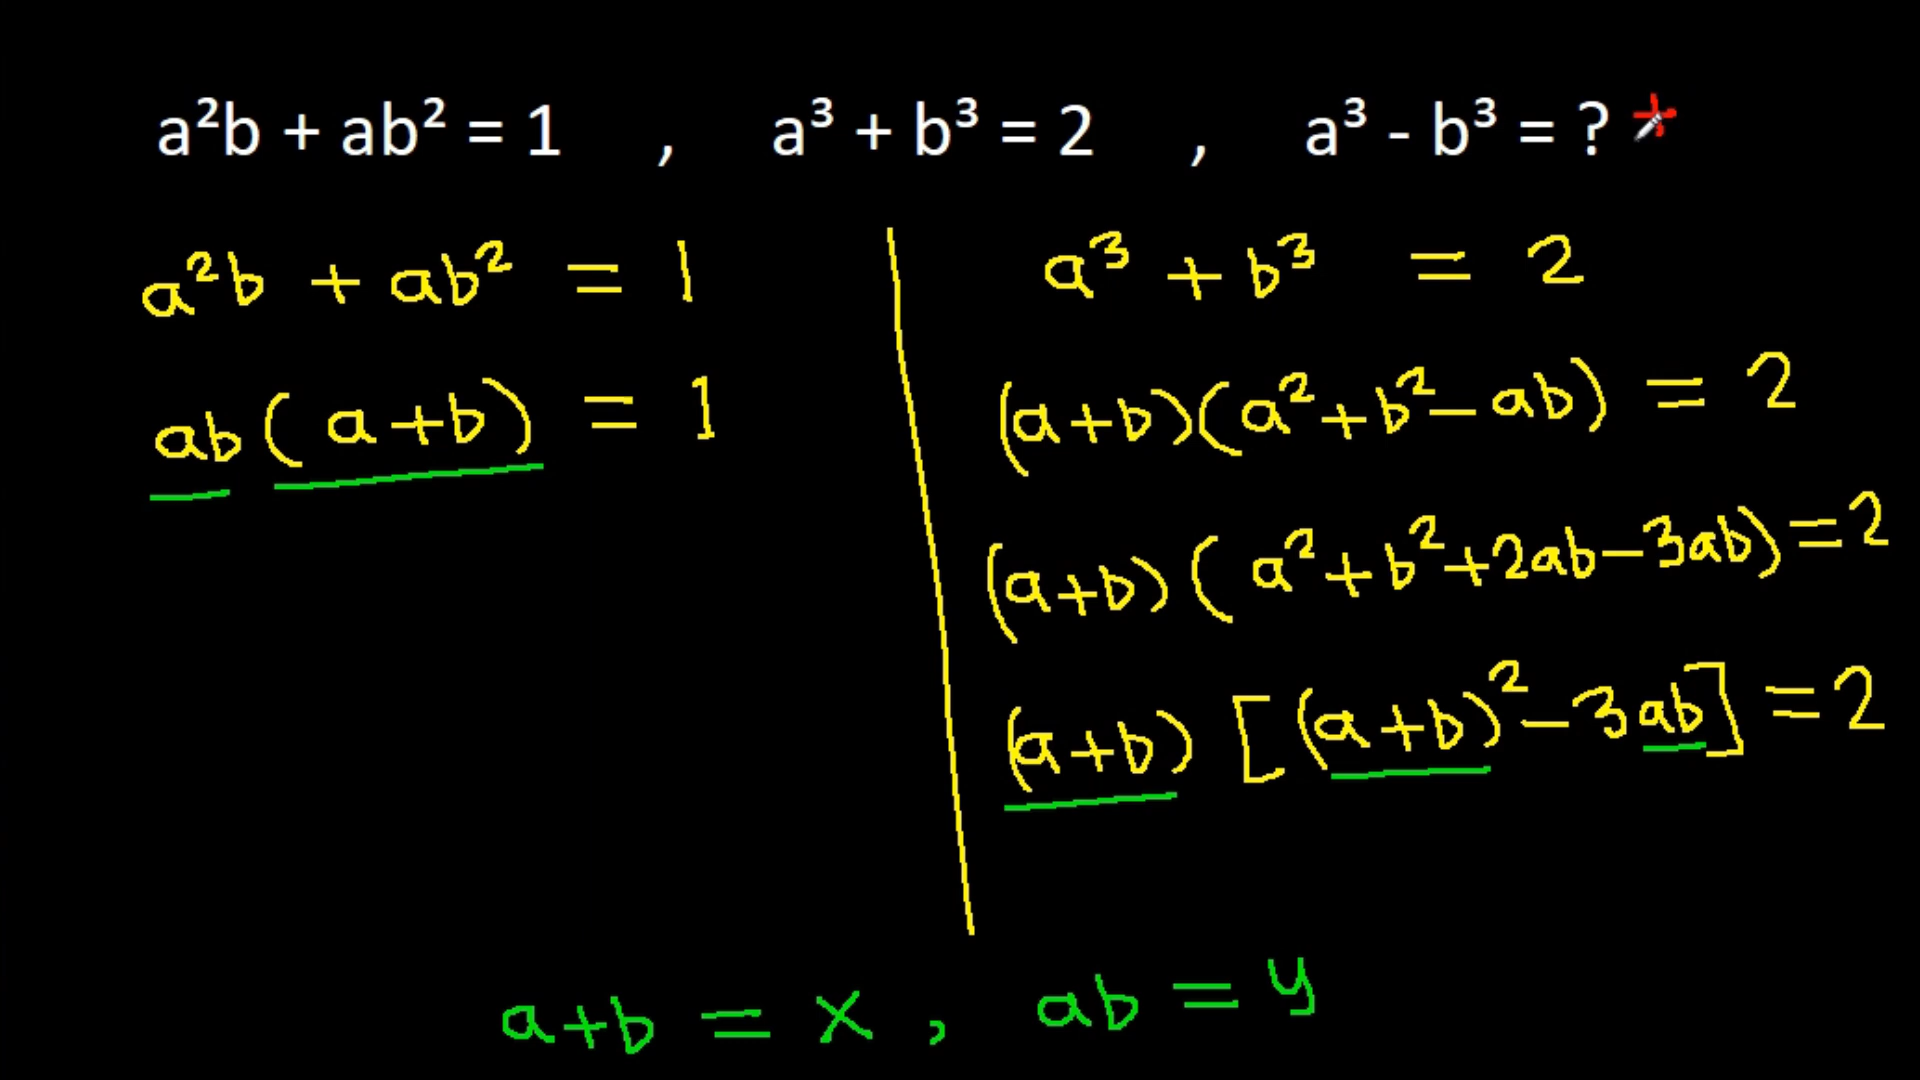 a²b + ab² = 1 , a³ + b³ = 2 , a³ - b³ = ?
a²b + ab² = 1
ab(a+b) = 1
a³ + b³ = 2
(a+b)(a²+b²-ab) = 2
(a+b)(a²+b²+2ab-3ab)=2
(a+b)[(a+b)²-3ab]=2
a+b = x , ab = y